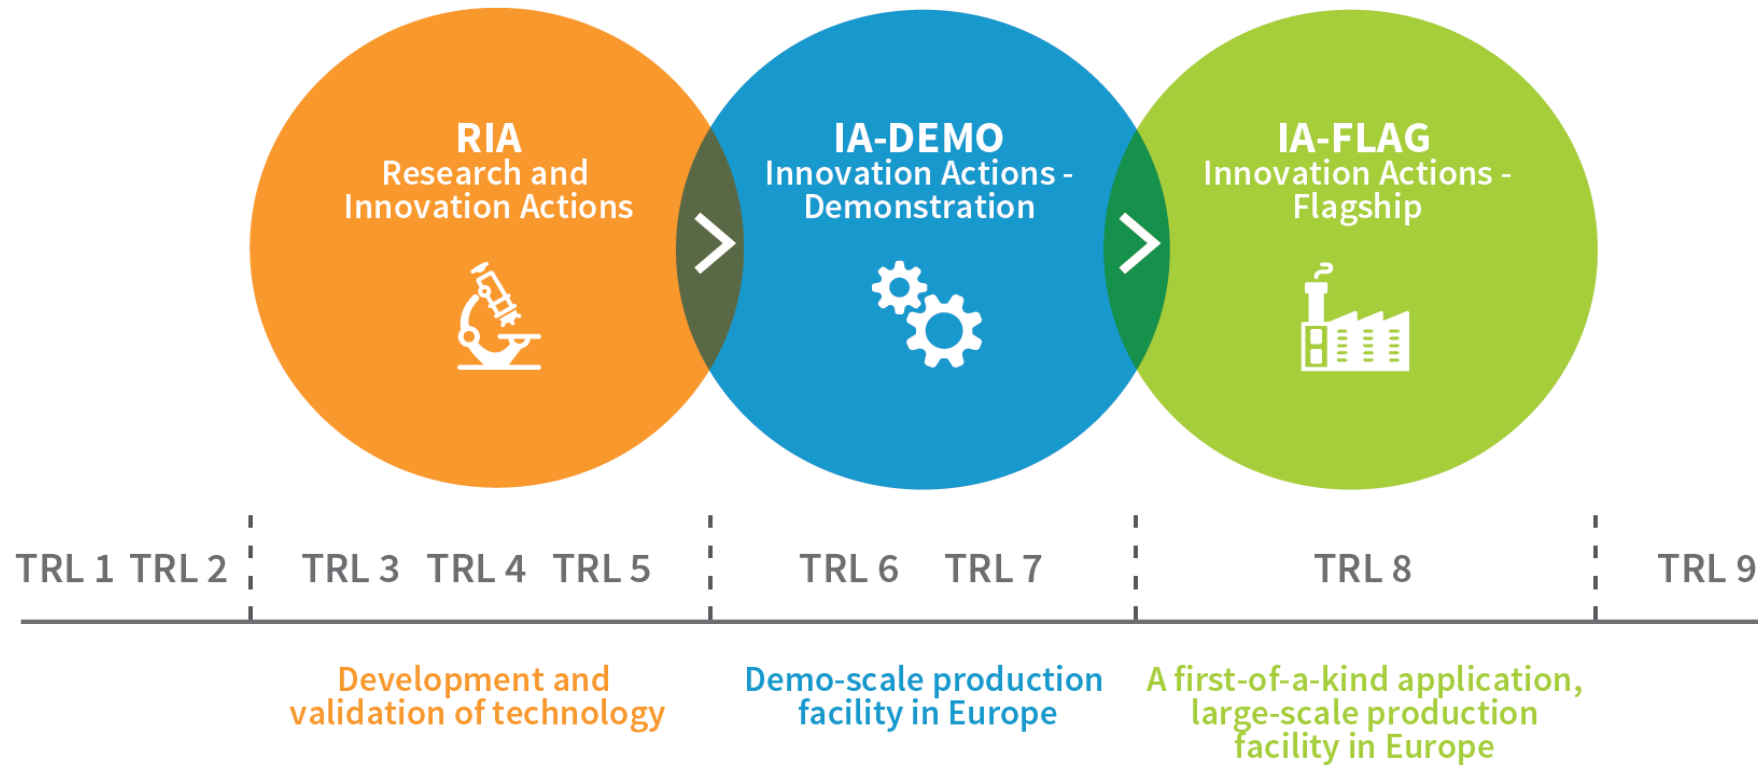 RIA
Research and
Innovation Actions
IA-DEMO
Innovation Actions -
Demonstration
IA-FLAG
Innovation Actions -
Flagship
TRL 1 TRL 2 TRL 3 TRL 4 TRL 5 TRL 6 TRL 7 TRL 8 TRL 9
Development and
validation of technology
Demo-scale production
facility in Europe
A first-of-a-kind application,
large-scale production
facility in Europe